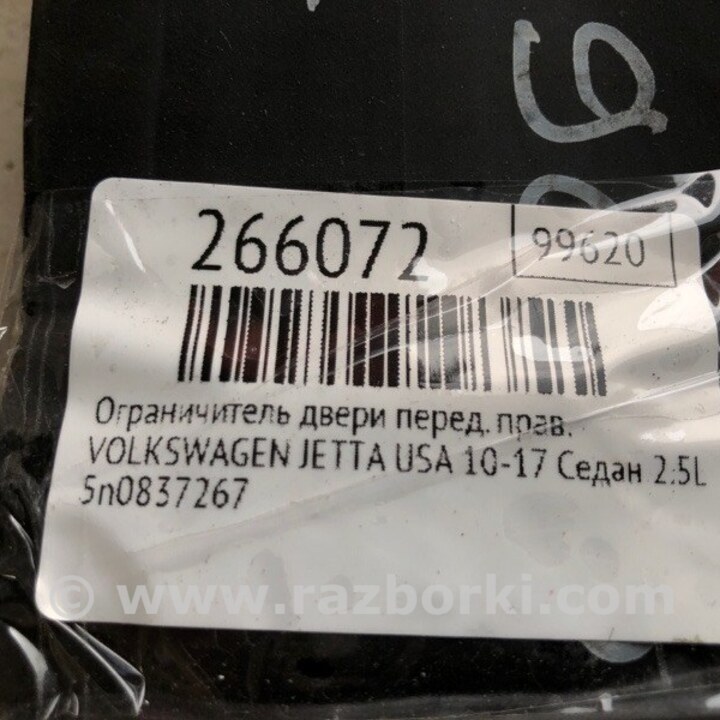 266072
99620
Ограничитель двери перед. прав.
VOLKSWAGEN JETTA USA 10-17 Седан 2.5L
5n0837267
© www.razborki.com